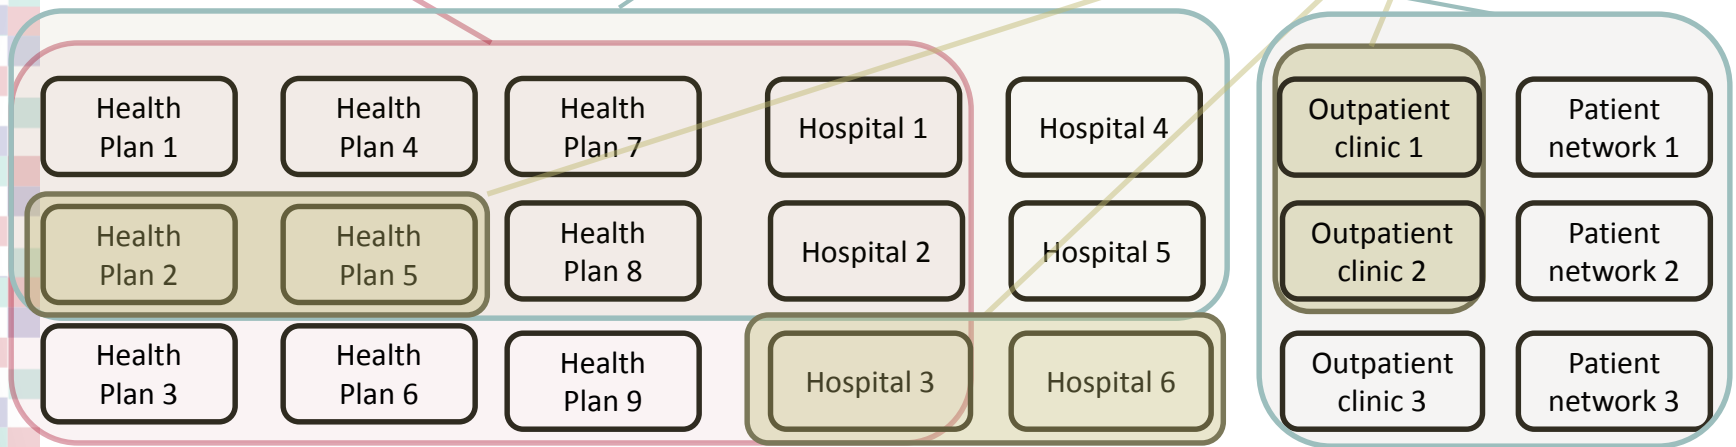 Health
Plan 1
Health
Plan 4
Health
Plan 7
Hospital 1
Hospital 4
Outpatient
clinic 1
Patient
network 1
Health
Plan 2
Health
Plan 5
Health
Plan 8
Hospital 2
Hospital 5
Outpatient
clinic 2
Patient
network 2
Health
Plan 3
Health
Plan 6
Health
Plan 9
Hospital 3
Hospital 6
Outpatient
clinic 3
Patient
network 3